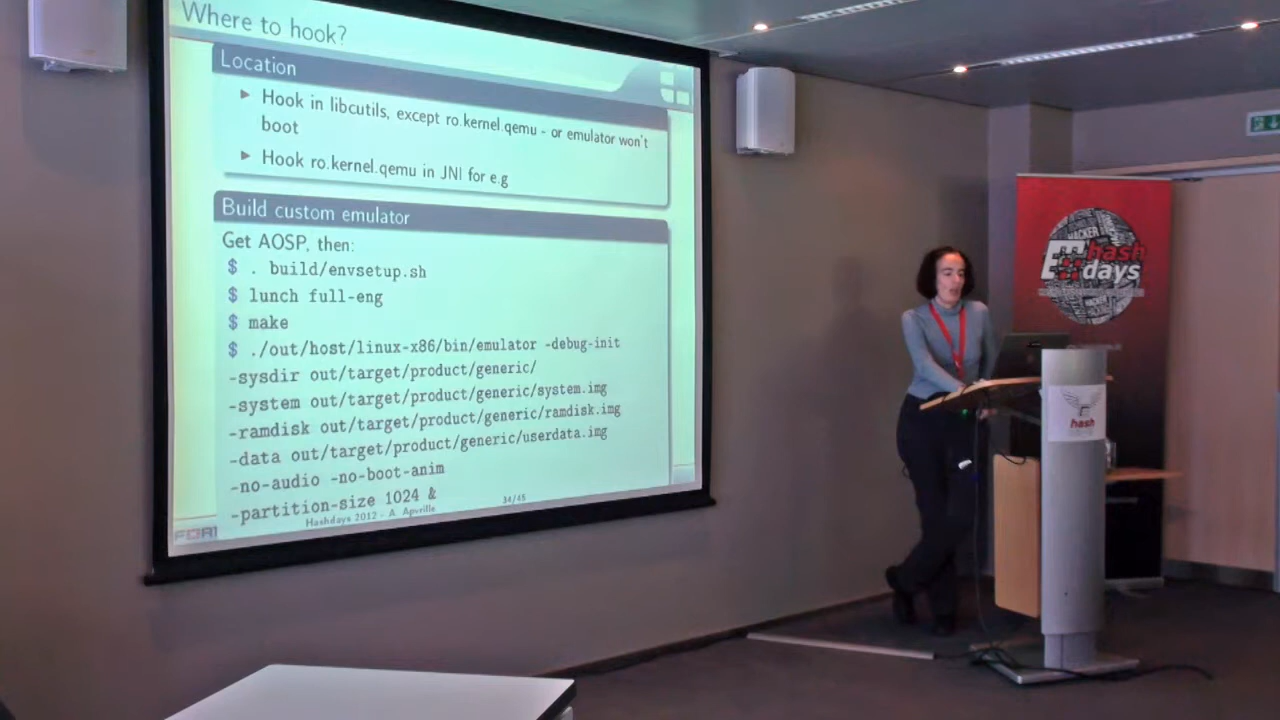 Where to hook?
Location
Hook in libcutils, except ro.kernel.qemu - or emulator won't
boot
Hook ro.kernel.qemu in JNI for e.g
Build custom emulator
Get AOSP, then:
$ . build/envsetup.sh
$ lunch full-eng
$ make
$ ./out/host/linux-x86/bin/emulator -debug-init
-sysdir out/target/product/generic/
-system out/target/product/generic/system.img
-ramdisk out/target/product/generic/ramdisk.img
-data out/target/product/generic/userdata.img
-no-audio -no-boot-anim
-partition-size 1024 &
Hashdays 2012 - A. Apvrille
34/45
HACKER
hash
days
hash